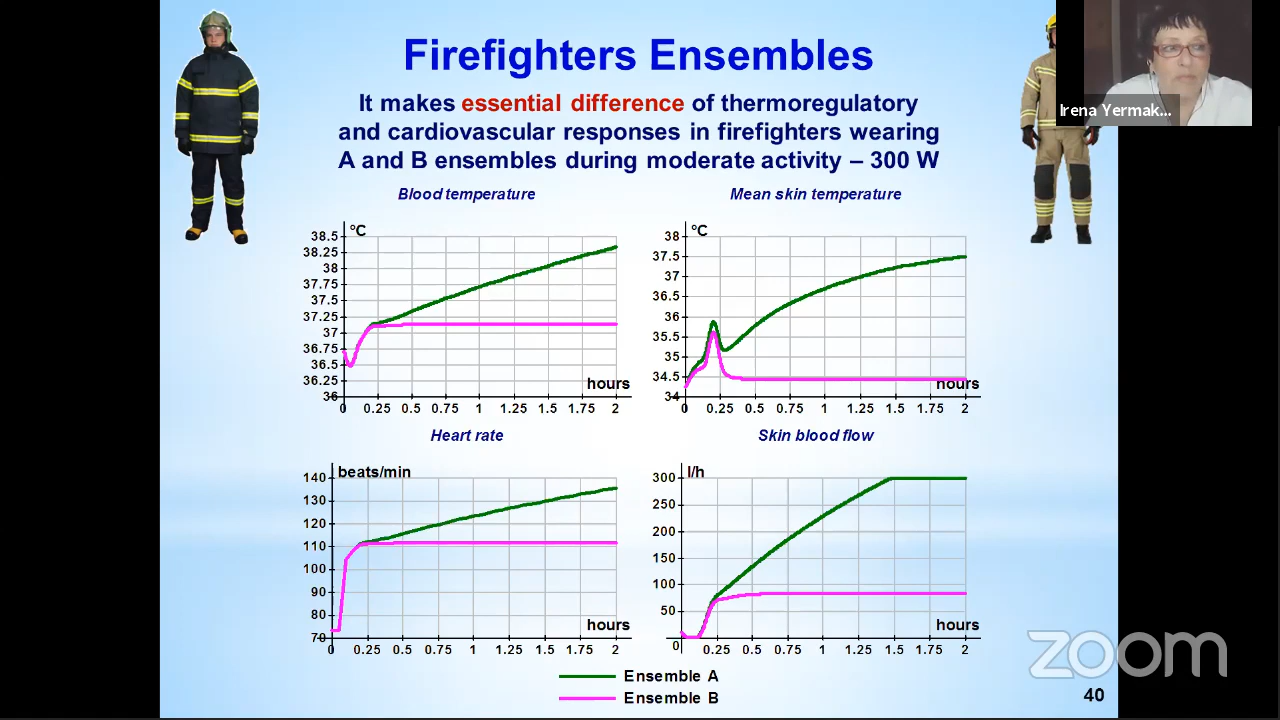 Firefighters Ensembles
It makes essential difference of thermoregulatory
and cardiovascular responses in firefighters wearing
A and B ensembles during moderate activity – 300 W
Irena Yermak...
Blood temperature
°C
38.5
38.25
38
37.75
37.5
37.25
37
36.75
36.5
36.25
36
hours
0 0.25 0.5 0.75 1 1.25 1.5 1.75 2
Mean skin temperature
°C
38
37.5
37
36.5
36
35.5
35
34.5
34
hours
0 0.25 0.5 0.75 1 1.25 1.5 1.75 2
Heart rate
beats/min
140
130
120
110
100
90
80
70
hours
0 0.25 0.5 0.75 1 1.25 1.5 1.75 2
Skin blood flow
l/h
300
250
200
150
100
50
0
hours
0.25 0.5 0.75 1 1.25 1.5 1.75 2
Ensemble A
Ensemble B
zoom
40